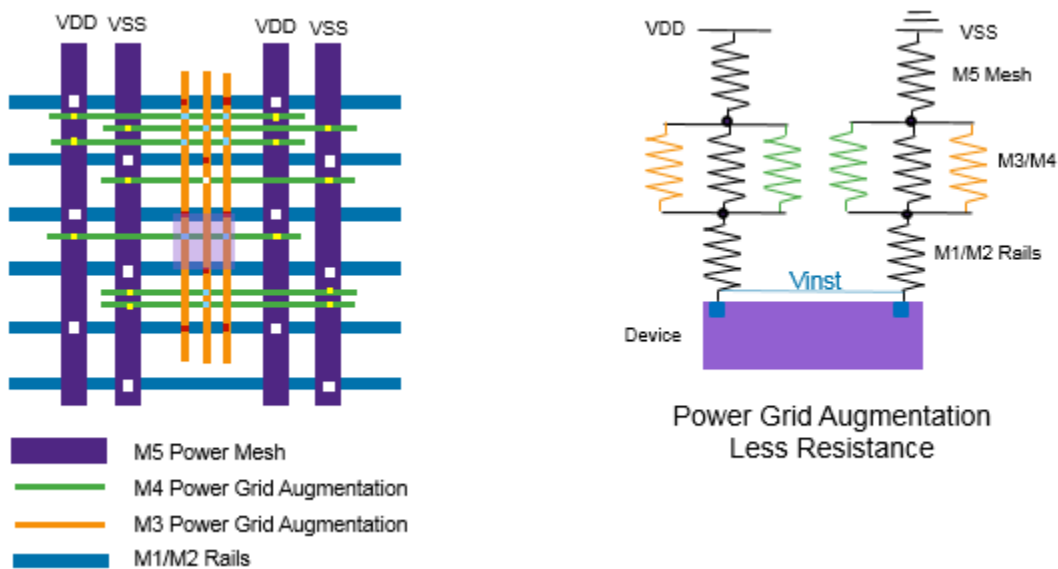 VDD VSS VDD VSS
M5 Power Mesh
M4 Power Grid Augmentation
M3 Power Grid Augmentation
M1/M2 Rails
VDD VSS
M5 Mesh
M3/M4
M1/M2 Rails
Vinst
Device
Power Grid Augmentation
Less Resistance